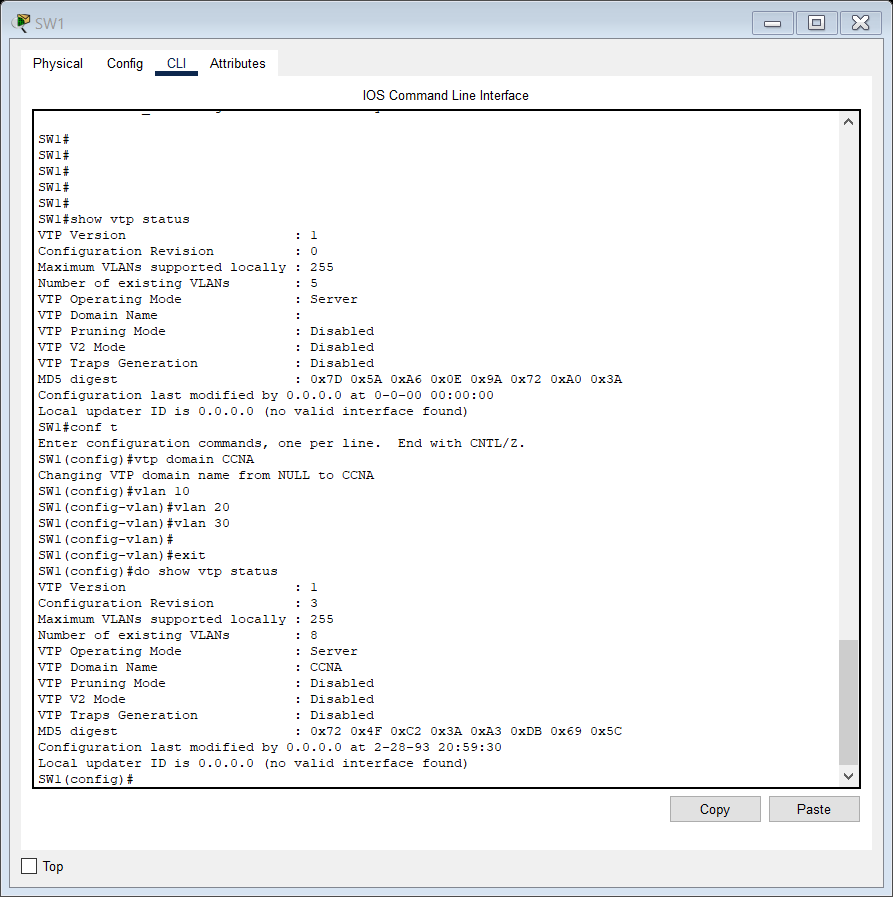 SW1
Physical Config CLI Attributes
IOS Command Line Interface
SW1#
SW1#
SW1#
SW1#
SW1#
SW1#show vtp status
VTP Version : 1
Configuration Revision : 0
Maximum VLANs supported locally : 255
Number of existing VLANs : 5
VTP Operating Mode : Server
VTP Domain Name :
VTP Pruning Mode : Disabled
VTP V2 Mode : Disabled
VTP Traps Generation : Disabled
MD5 digest : 0x7D 0x5A 0xA6 0x0E 0x9A 0x72 0xA0 0x3A
Configuration last modified by 0.0.0.0 at 0-0-00 00:00:00
Local updater ID is 0.0.0.0 (no valid interface found)
SW1#conf t
Enter configuration commands, one per line. End with CNTL/Z.
SW1(config)#vtp domain CCNA
Changing VTP domain name from NULL to CCNA
SW1(config)#vlan 10
SW1(config-vlan)#vlan 20
SW1(config-vlan)#vlan 30
SW1(config-vlan)#
SW1(config-vlan)#exit
SW1(config)#do show vtp status
VTP Version : 1
Configuration Revision : 3
Maximum VLANs supported locally : 255
Number of existing VLANs : 8
VTP Operating Mode : Server
VTP Domain Name : CCNA
VTP Pruning Mode : Disabled
VTP V2 Mode : Disabled
VTP Traps Generation : Disabled
MD5 digest : 0x72 0x4F 0xC2 0x3A 0xA3 0xDB 0x69 0x5C
Configuration last modified by 0.0.0.0 at 2-28-93 20:59:30
Local updater ID is 0.0.0.0 (no valid interface found)
SW1(config)#
Copy Paste
Top